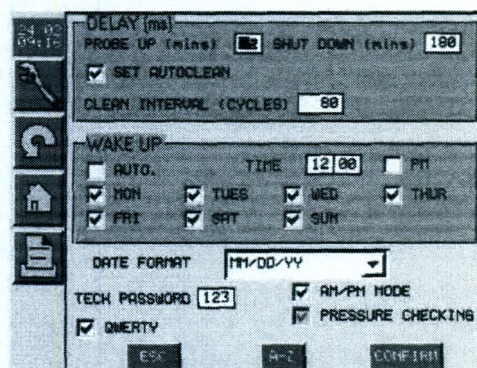 DELAY (ms)
PROBE UP (mins) SHUT DOWN (mins) 180
SET AUTOCLEAN
CLEAN INTERVAL (CYCLES) 80
WAKE UP
AUTO. TIME 12 00 PM
MON TUES WED THUR
FRI SAT SUN
DATE FORMAT MM/DD/YY
TECH PASSWORD 123 AM/PM MODE
QWERTY PRESSURE CHECKING
ESC A-Z CONFIRM